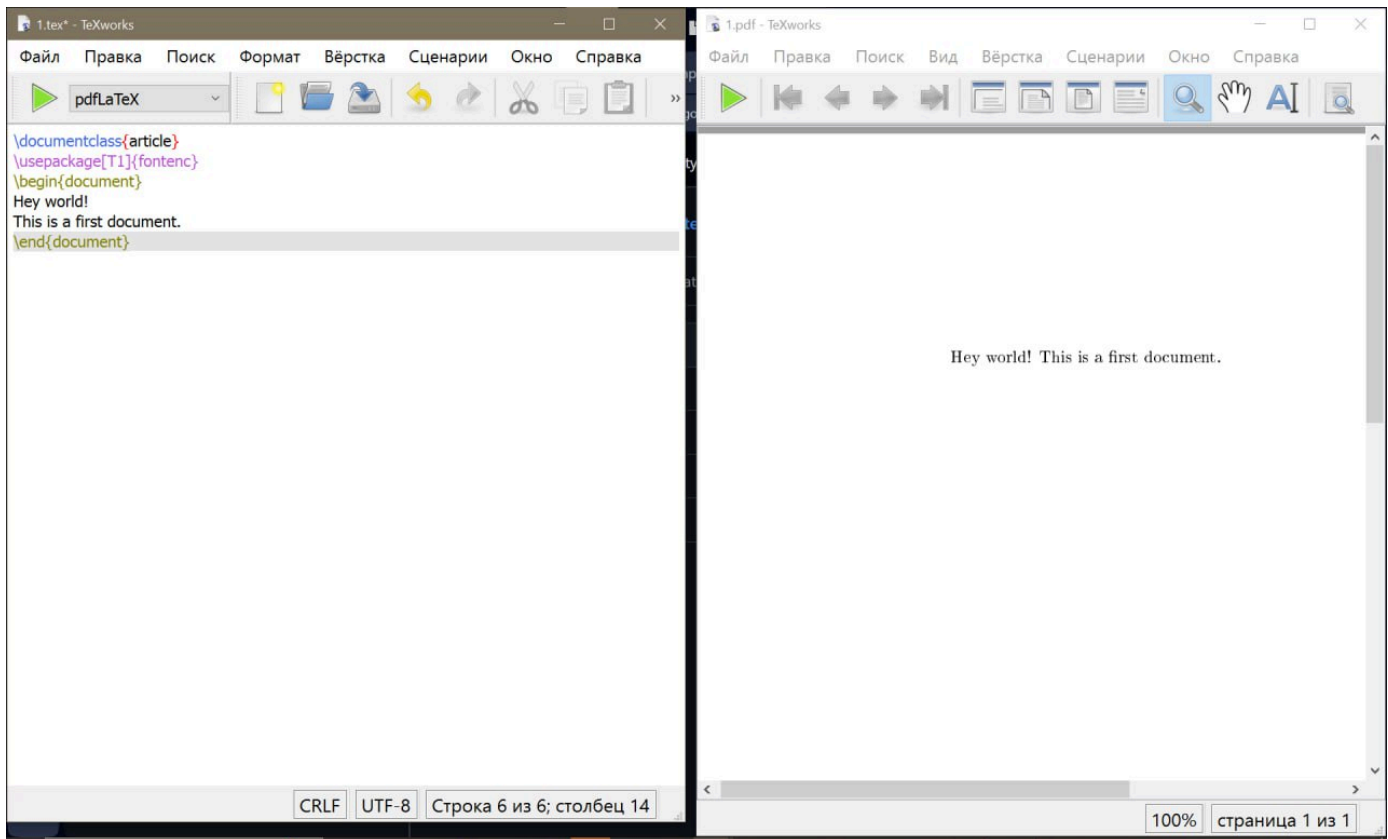 1.tex* - TeXworks
Файл Правка Поиск Формат Вёрстка Сценарии Окно Справка
pdfLaTeX
»
\documentclass{article}
\usepackage[T1]{fontenc}
\begin{document}
Hey world!
This is a first document.
\end{document}
CRLF UTF-8 Строка 6 из 6; столбец 14
1.pdf - TeXworks
Файл Правка Поиск Вид Вёрстка Сценарии Окно Справка
Hey world! This is a first document.
100% страница 1 из 1